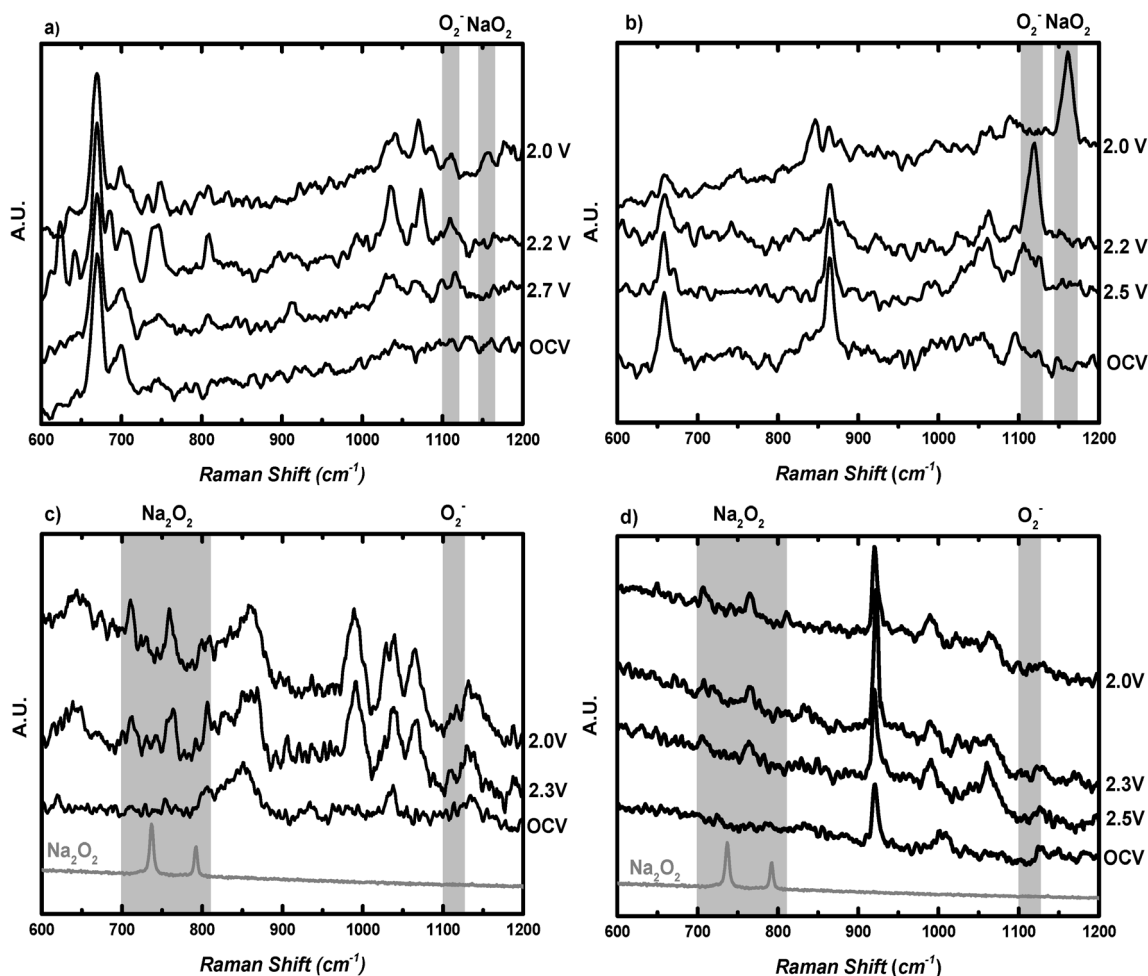 a)
O₂⁻ NaO₂
A.U.
2.0 V
2.2 V
2.7 V
OCV
600 700 800 900 1000 1100 1200
Raman Shift (cm⁻¹)
b)
O₂⁻ NaO₂
A.U.
2.0 V
2.2 V
2.5 V
OCV
600 700 800 900 1000 1100 1200
Raman Shift (cm⁻¹)
c)
Na₂O₂ O₂⁻
A.U.
2.0V
2.3V
OCV
Na₂O₂
600 700 800 900 1000 1100 1200
Raman Shift (cm⁻¹)
d)
Na₂O₂ O₂⁻
A.U.
2.0V
2.3V
2.5V
OCV
Na₂O₂
600 700 800 900 1000 1100 1200
Raman Shift (cm⁻¹)